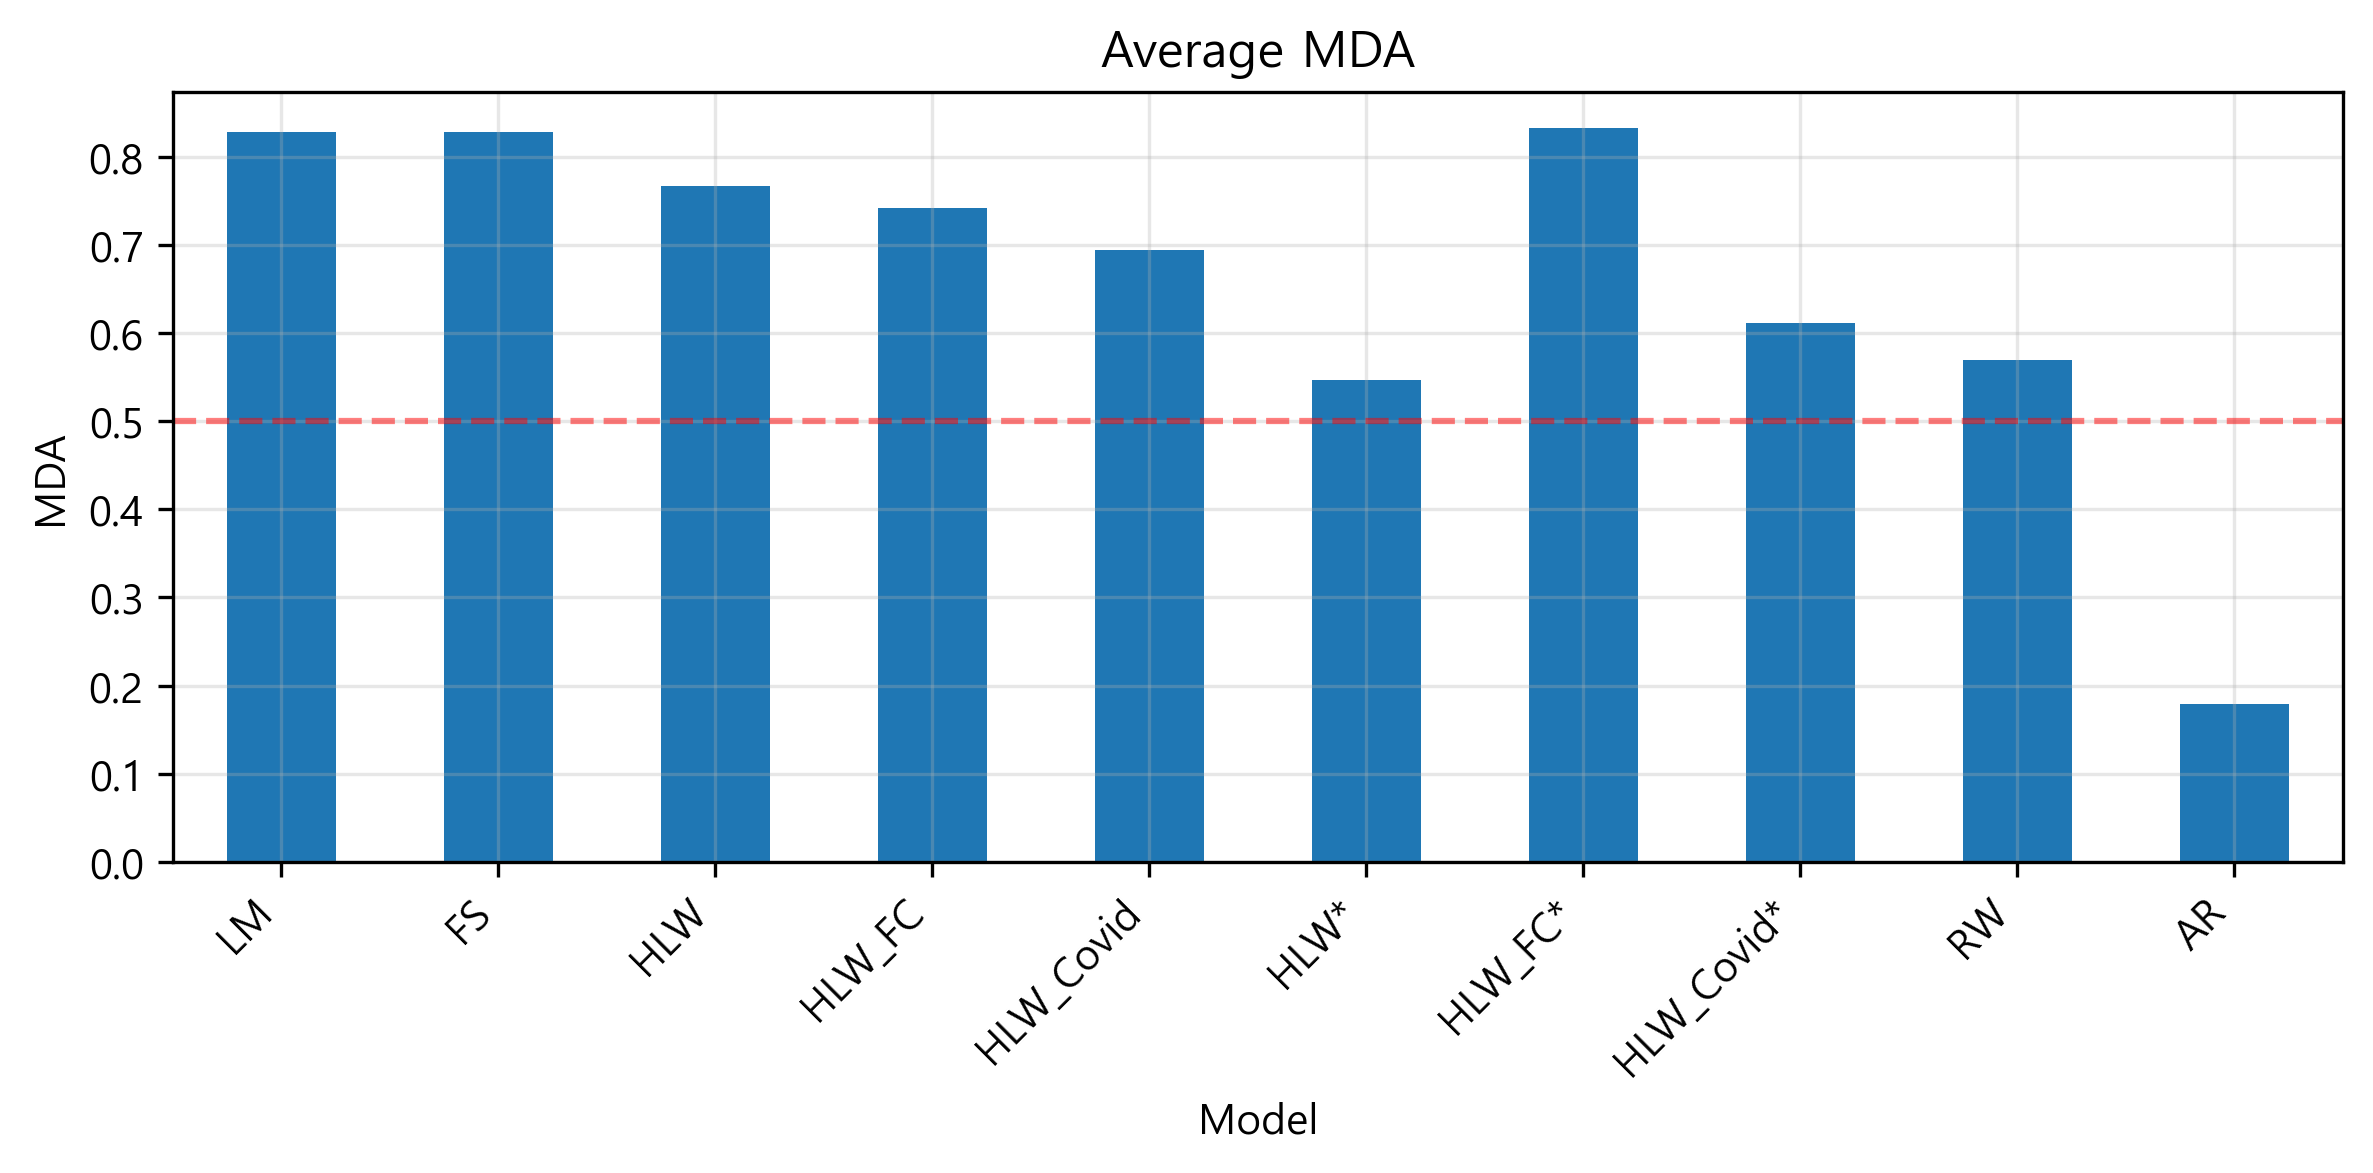 Average MDA
MDA
0.8
0.7
0.6
0.5
0.4
0.3
0.2
0.1
0.0
LM
FS
HLW
HLW_FC
HLW_Covid
HLW*
HLW_FC*
HLW_Covid*
RW
AR
Model